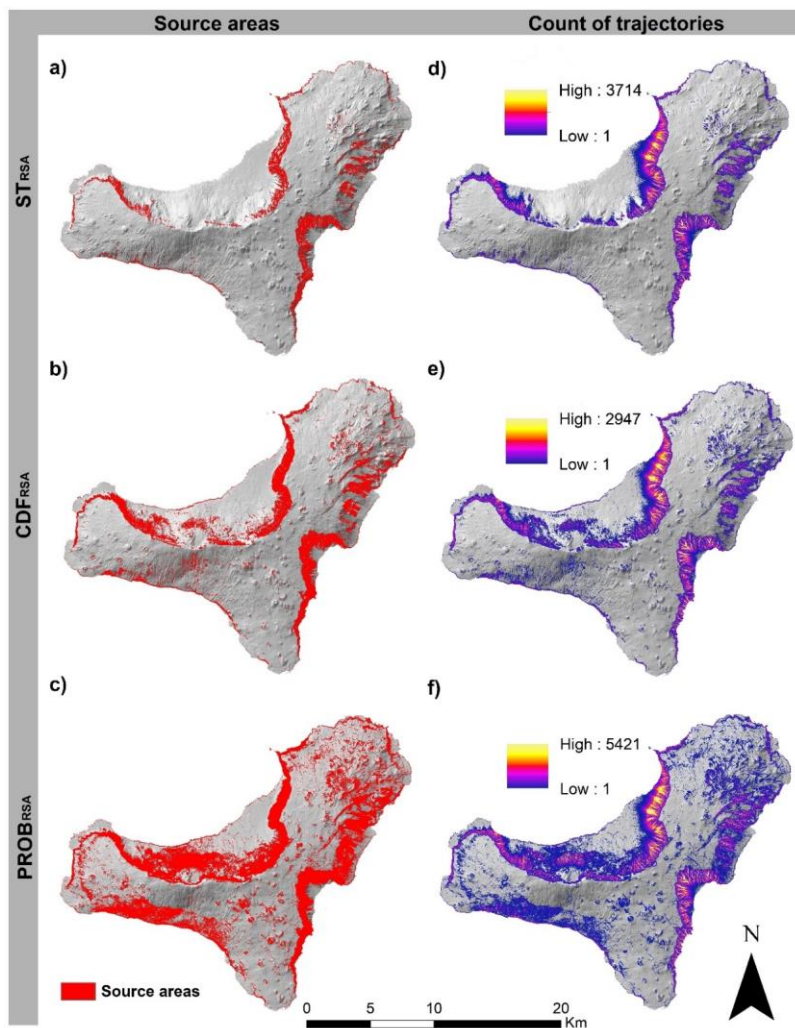 Source areas
Count of trajectories
STRSA
a)
d)
High : 3714
Low : 1
CDFRSA
b)
e)
High : 2947
Low : 1
PROBRSA
c)
f)
High : 5421
Low : 1
Source areas
0 5 10 20
Km
N